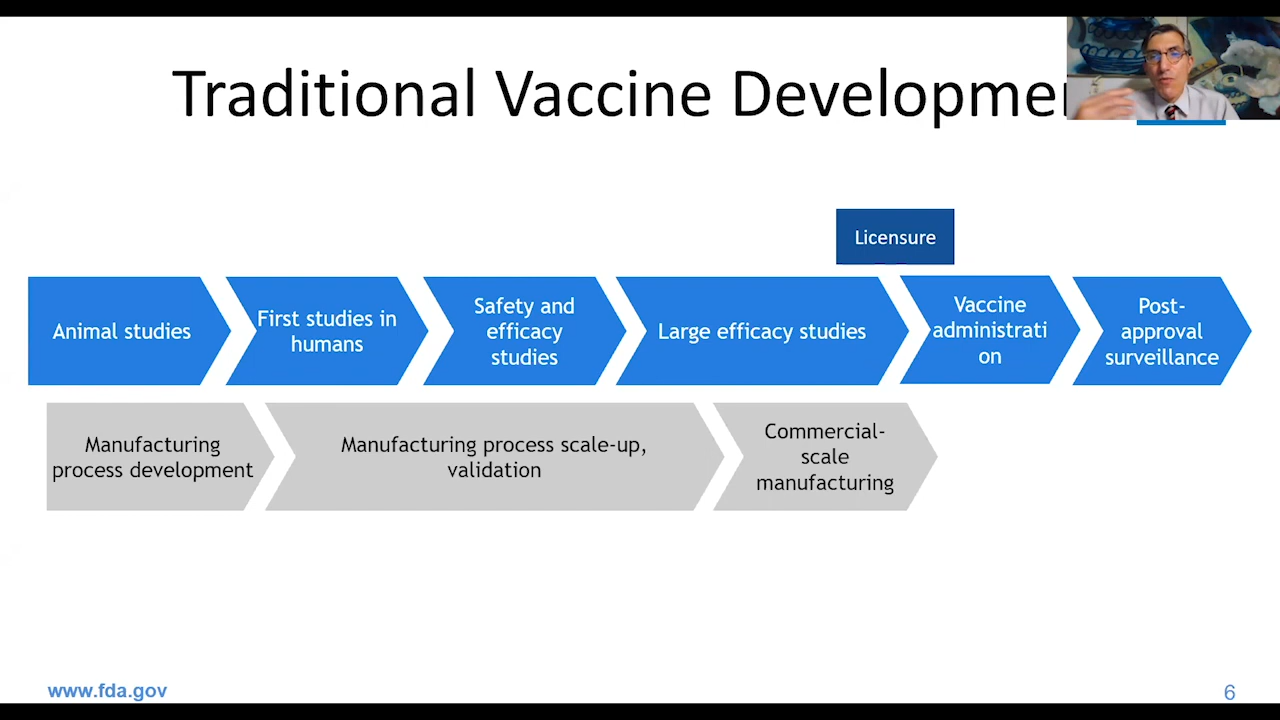 Traditional Vaccine
Licensure
Animal studies
First studies in
humans
Safety and
efficacy
studies
Large efficacy studies
Vaccine
administrati
on
Post-
approval
surveillance
Manufacturing
process development
Manufacturing process scale-up,
validation
Commercial-
scale
manufacturing
www.fda.gov
6